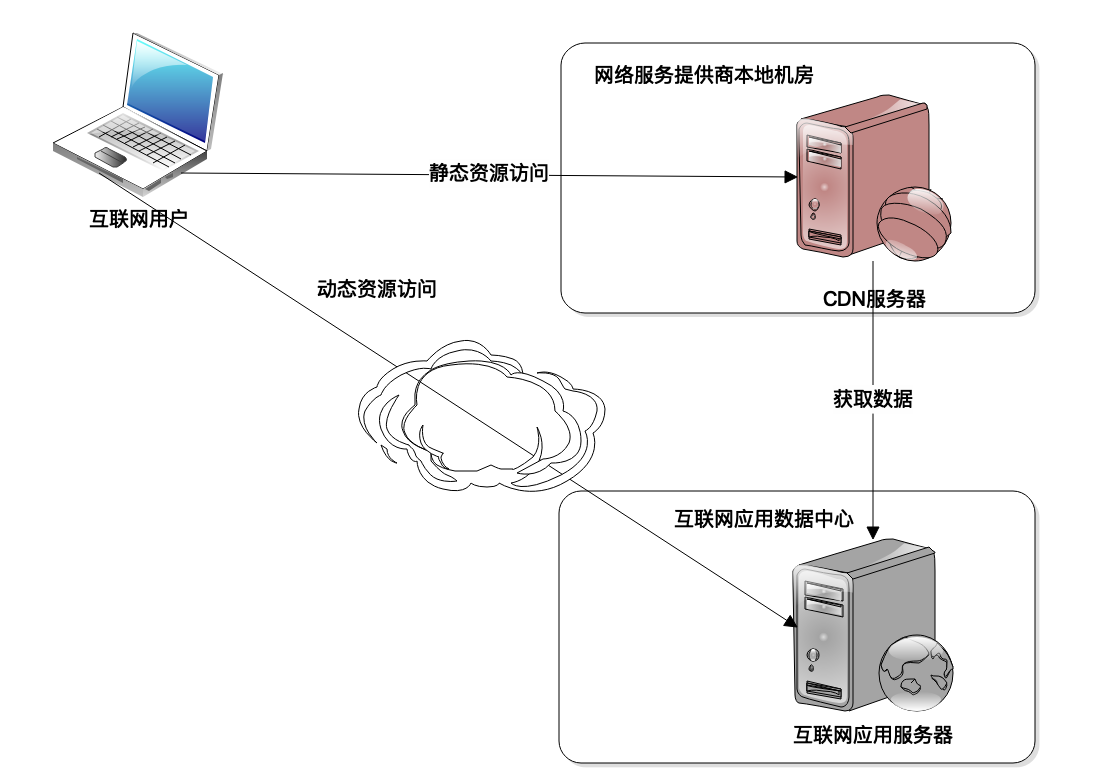 网络服务提供商本地机房
静态资源访问
互联网用户
动态资源访问
CDN服务器
获取数据
互联网应用数据中心
互联网应用服务器